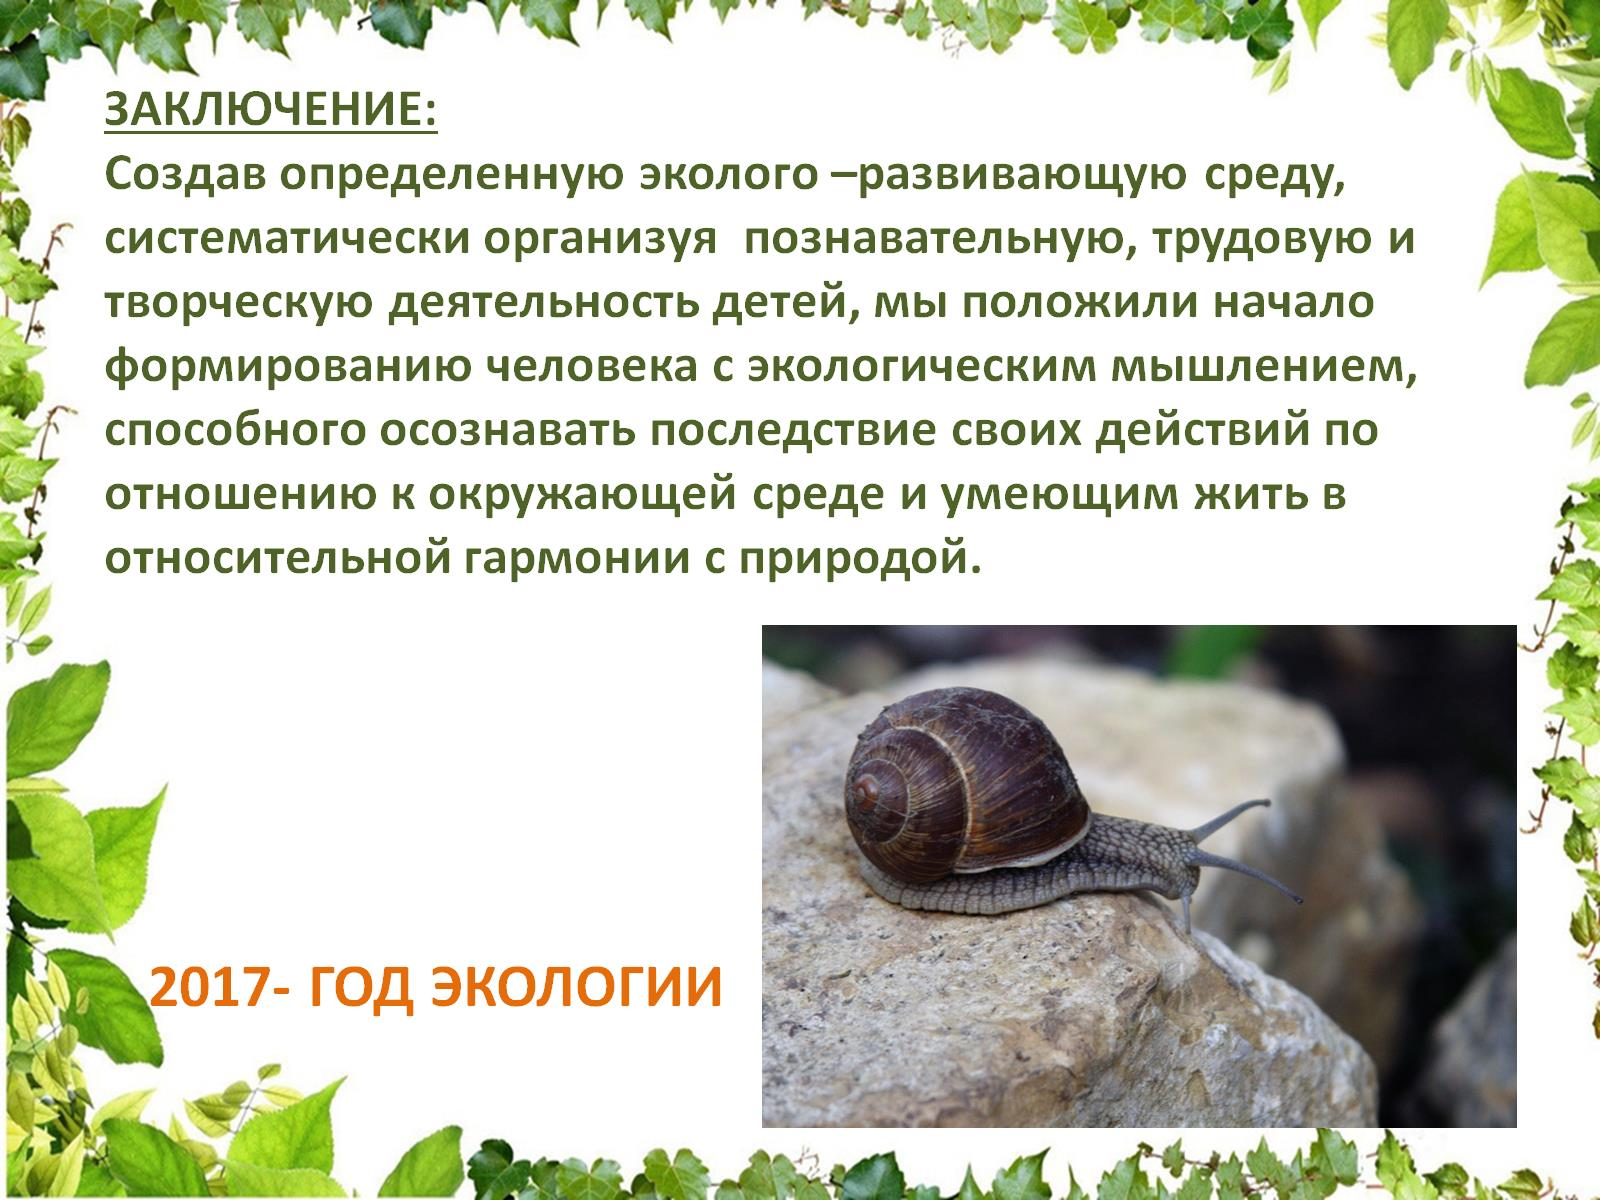 ЗАКЛЮЧЕНИЕ:
Создав определенную эколого –развивающую среду,
систематически организуя  познавательную, трудовую и
творческую деятельность детей, мы положили начало
формированию человека с экологическим мышлением,
способного осознавать последствие своих действий по
отношению к окружающей среде и умеющим жить в
относительной гармонии с природой.
2017- ГОД ЭКОЛОГИИ